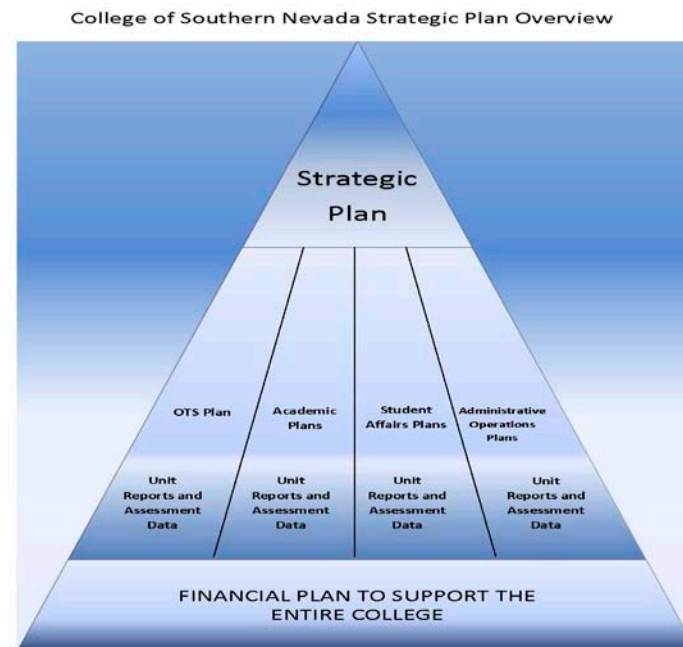 College of Southern Nevada Strategic Plan Overview
Strategic
Plan
OTS Plan
Academic
Plans
Student
Affairs Plans
Administrative
Operations
Plans
Unit
Reports and
Assessment
Data
Unit
Reports and
Assessment
Data
Unit
Reports and
Assessment
Data
Unit
Reports and
Assessment
Data
FINANCIAL PLAN TO SUPPORT THE
ENTIRE COLLEGE